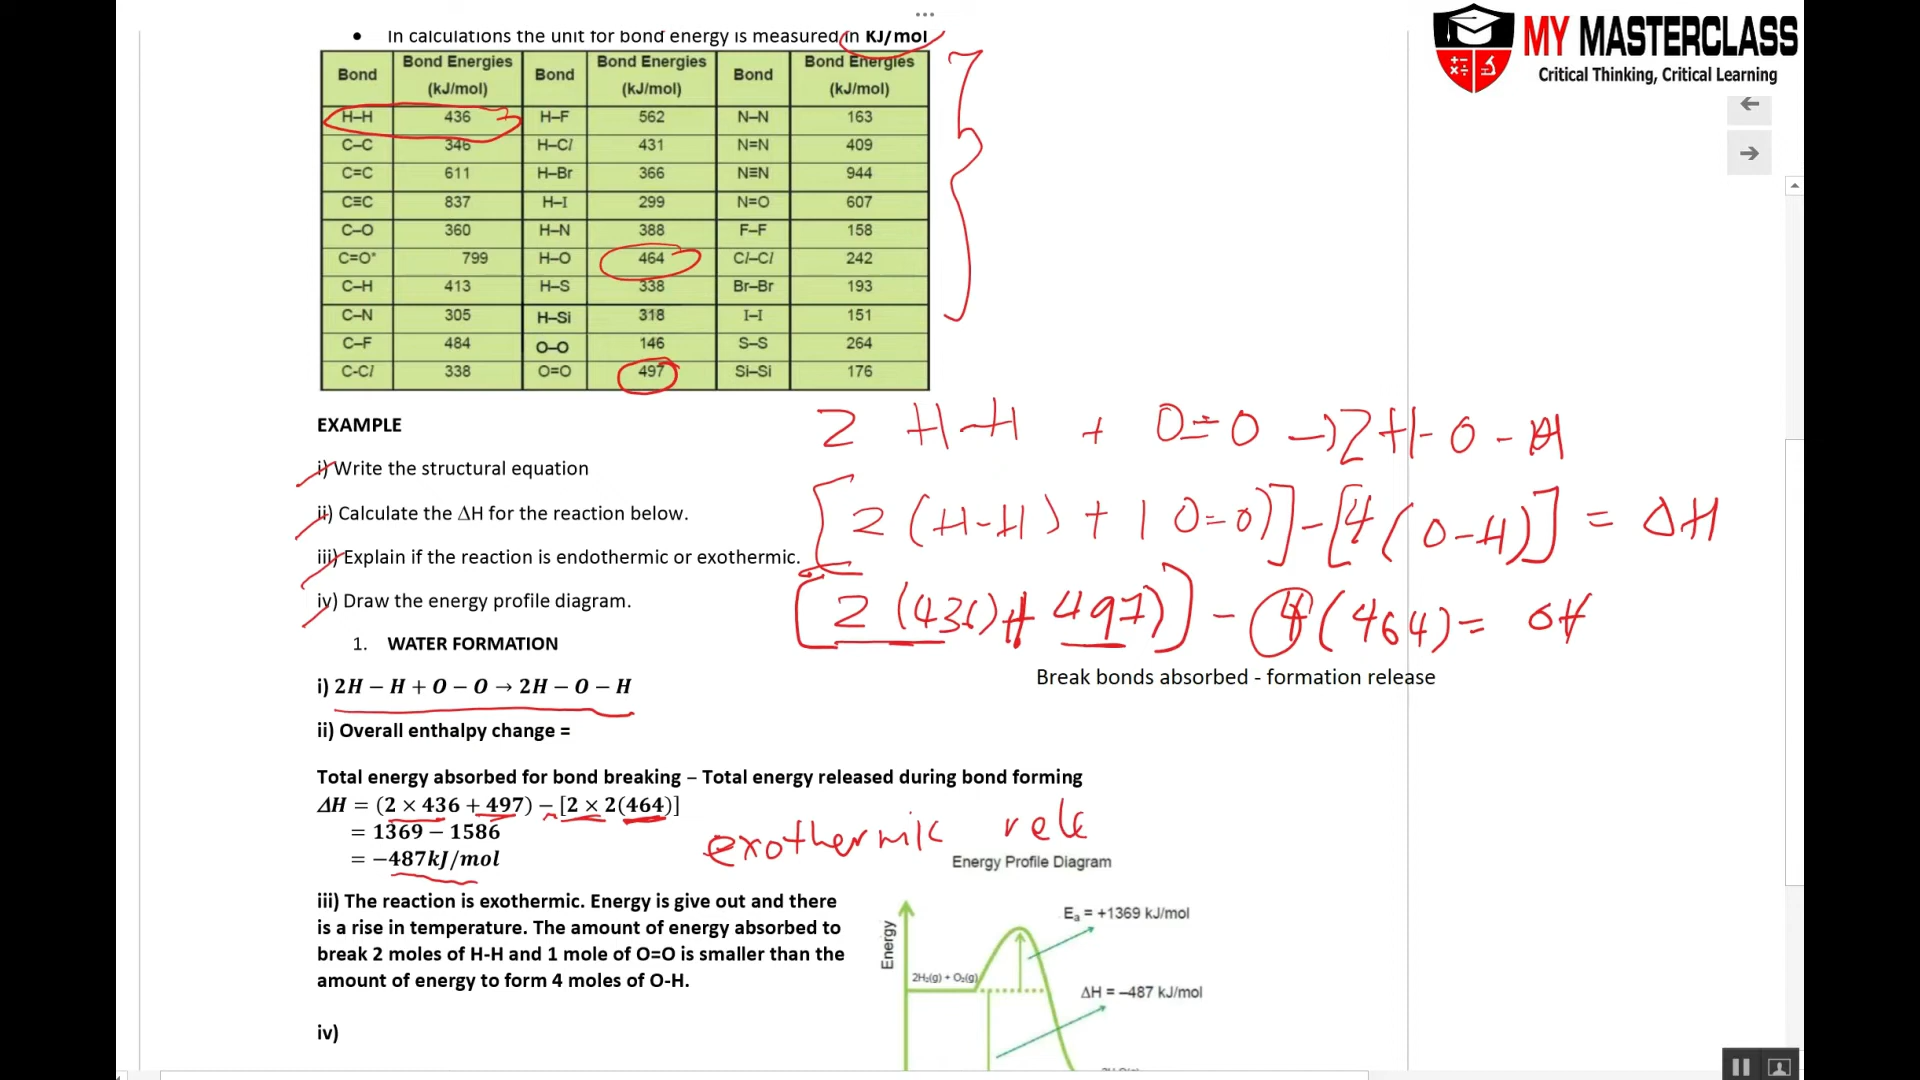 In calculations the unit for bond energy is measured in KJ/mol
MY MASTERCLASS
Critical Thinking, Critical Learning
Bond Bond Energies (kJ/mol) Bond Bond Energies (kJ/mol) Bond Bond Energies (kJ/mol)
H–H 436 H–F 562 N–N 163
C–C 346 H–Cl 431 N=N 409
C=C 611 H–Br 366 N≡N 944
C≡C 837 H–I 299 N=O 607
C–O 360 H–N 388 F–F 158
C=O* 799 H–O 464 Cl–Cl 242
C–H 413 H–S 338 Br–Br 193
C–N 305 H–Si 318 I–I 151
C–F 484 O–O 146 S–S 264
C-Cl 338 O=O 497 Si–Si 176
EXAMPLE
2 H-H + O=O → 2 H-O-H
i) Write the structural equation
[2 (H-H) + 1 O=O)] - [4 (O-H)] = ΔH
ii) Calculate the ΔH for the reaction below.
iii) Explain if the reaction is endothermic or exothermic.
[2 (436) + 497)] - 4 (464) = ΔH
iv) Draw the energy profile diagram.
1. WATER FORMATION
Break bonds absorbed - formation release
i) 2H – H + O – O → 2H – O – H
ii) Overall enthalpy change =
Total energy absorbed for bond breaking – Total energy released during bond forming
ΔH = (2 × 436 + 497) – [2 × 2(464)]
= 1369 – 1586
= –487kJ/mol
exothermic rele
iii) The reaction is exothermic. Energy is give out and there
is a rise in temperature. The amount of energy absorbed to
break 2 moles of H-H and 1 mole of O=O is smaller than the
amount of energy to form 4 moles of O-H.
iv)
Energy Profile Diagram
Energy
Ea = +1369 kJ/mol
2H₂(g) + O₂(g)
ΔH = –487 kJ/mol